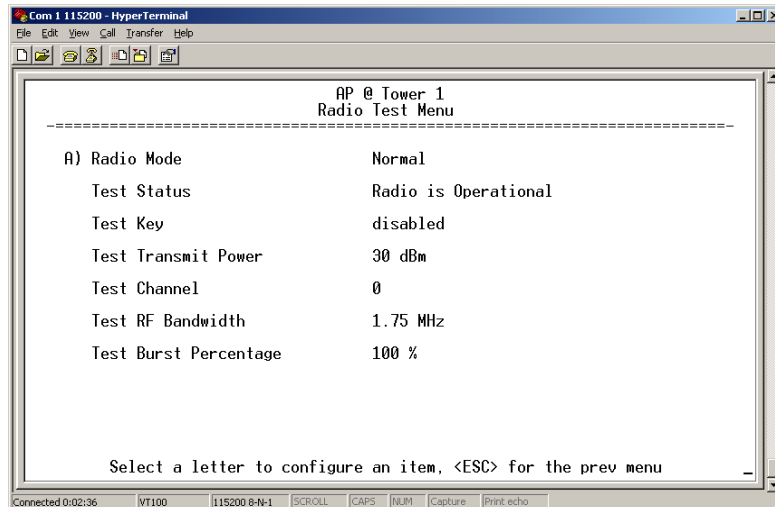 Com 1 115200 - HyperTerminal
File Edit View Call Transfer Help
AP @ Tower 1
Radio Test Menu
-==========================================================================-
A) Radio Mode Normal
Test Status Radio is Operational
Test Key disabled
Test Transmit Power 30 dBm
Test Channel 0
Test RF Bandwidth 1.75 MHz
Test Burst Percentage 100 %
Select a letter to configure an item, <ESC> for the prev menu
Connected 0:02:36 VT100 115200 8-N-1 SCROLL CAPS NUM Capture Print echo